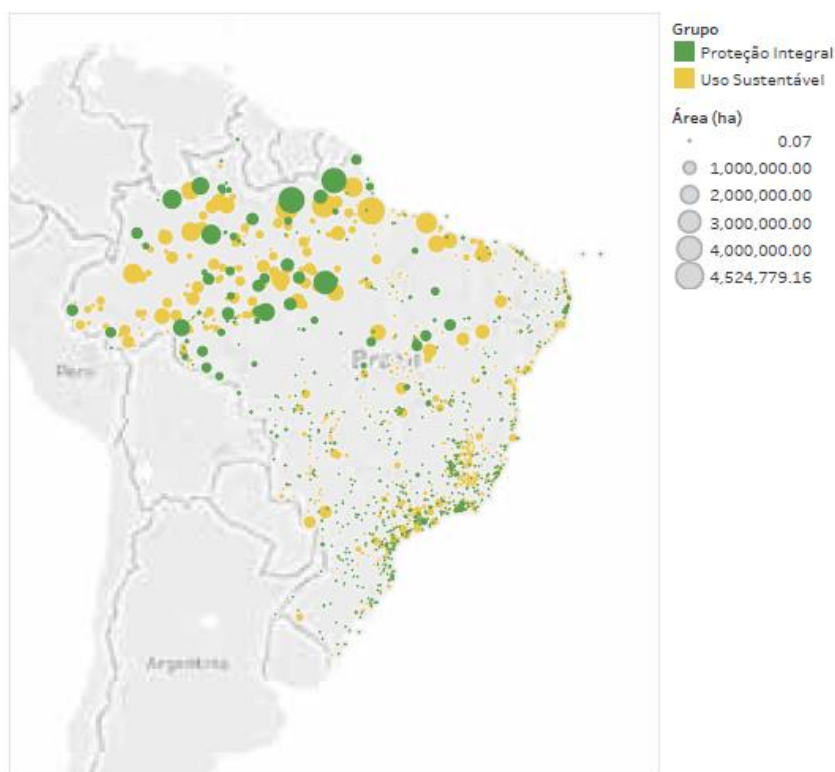 Grupo
Proteção Integral
Uso Sustentável
Área (ha)
0.07
1,000,000.00
2,000,000.00
3,000,000.00
4,000,000.00
4,524,779.16
Brasil
Peru
Argentina